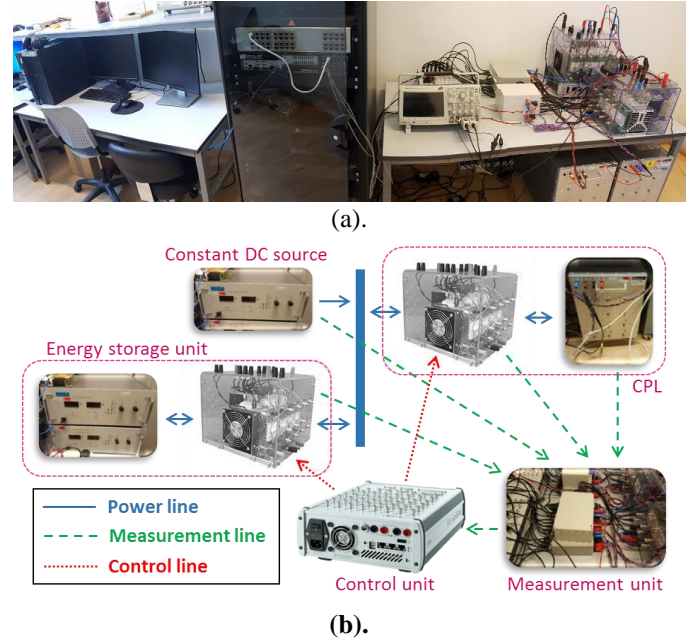 (a).
Constant DC source
Energy storage unit
CPL
Power line
Measurement line
Control line
Control unit
Measurement unit
(b).